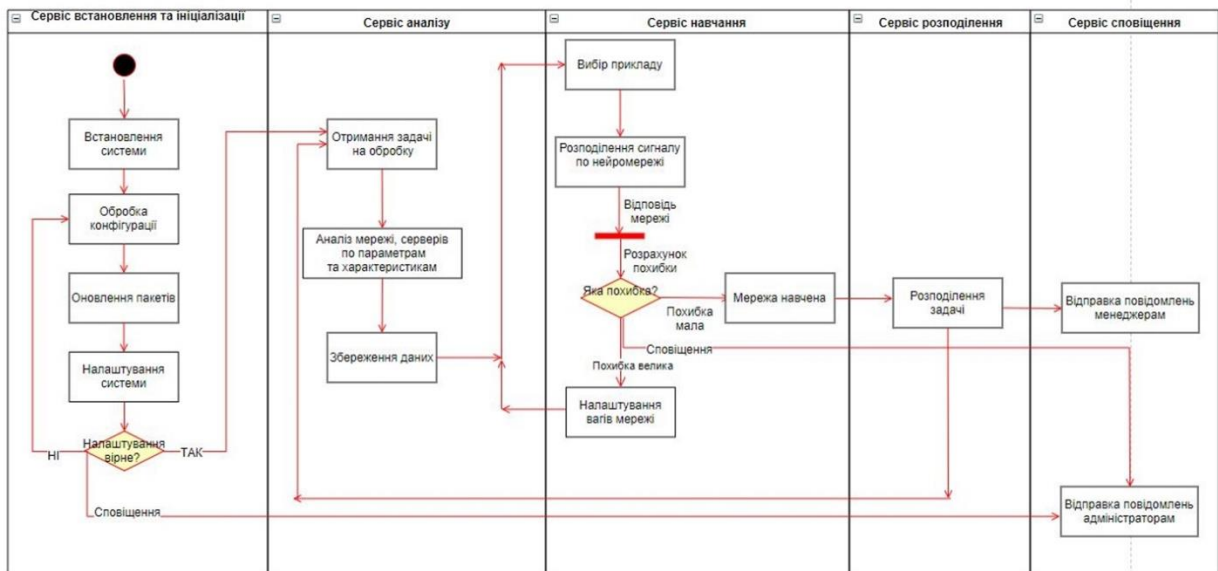 Сервіс встановлення та ініціалізації
Сервіс аналізу
Сервіс навчання
Сервіс розподілення
Сервіс сповіщення
Встановлення
системи
Обробка
конфігурації
Оновлення пакетів
Налаштування
системи
Налаштування
вірне?
НІ
ТАК
Сповіщення
Отримання задачі
на обробку
Аналіз мережі, серверів
по параметрам
та характеристикам
Збереження даних
Вибір прикладу
Розподілення сигналу
по нейромережі
Відповідь
мережі
Розрахунок
похибки
Яка похибка?
Похибка
мала
Сповіщення
Похибка велика
Налаштування
вагів мережі
Мережа навчена
Розподілення
задачі
Відправка повідомлень
менеджерам
Відправка повідомлень
адміністраторам